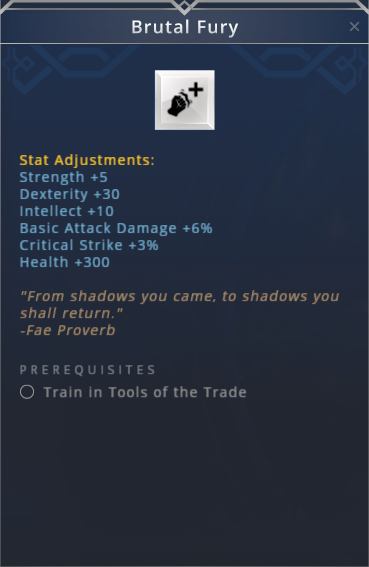 Brutal Fury
Stat Adjustments:
Strength +5
Dexterity +30
Intellect +10
Basic Attack Damage +6%
Critical Strike +3%
Health +300
"From shadows you came, to shadows you
shall return."
-Fae Proverb
PREREQUISITES
Train in Tools of the Trade